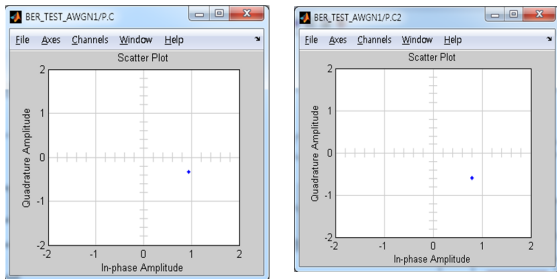 BER_TEST_AWGN1/P.C
File Axes Channels Window Help
Scatter Plot
2
1
0
-1
-2
-2 -1 0 1 2
Quadrature Amplitude
In-phase Amplitude
BER_TEST_AWGN1/P.C2
File Axes Channels Window Help
Scatter Plot
2
1
0
-1
-2
-2 -1 0 1 2
Quadrature Amplitude
In-phase Amplitude